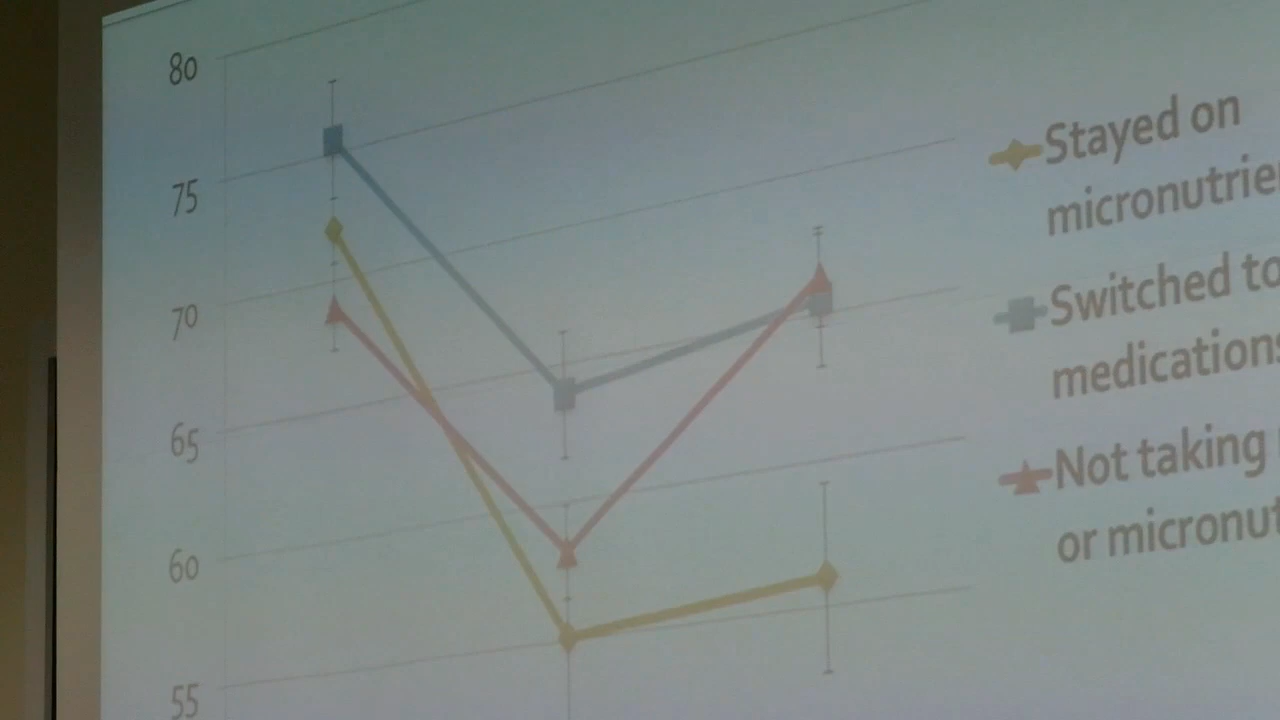 80
75
70
65
60
55
Stayed on
micronutrie
Switched to
medications
Not taking
or micronut